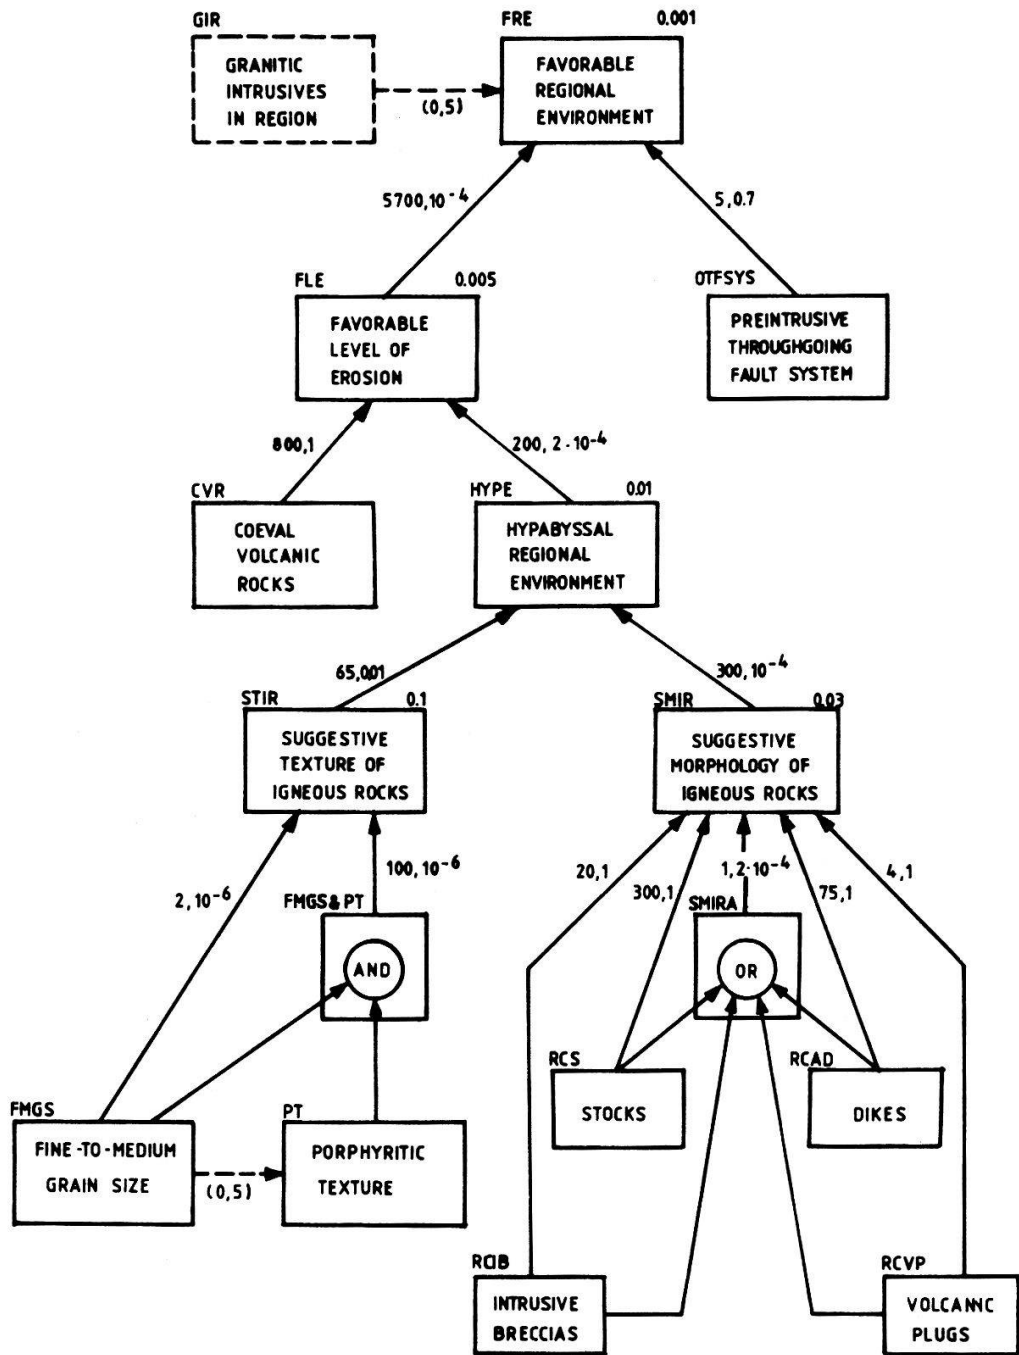 GIR
FRE 0.001
GRANITIC
INTRUSIVES
IN REGION
(0,5)
FAVORABLE
REGIONAL
ENVIRONMENT
5700,10⁻⁴
5,0.7
FLE 0.005
FAVORABLE
LEVEL OF
EROSION
OTFSYS
PREINTRUSIVE
THROUGHGOING
FAULT SYSTEM
800,1
200, 2·10⁻⁴
CVR
COEVAL
VOLCANIC
ROCKS
HYPE 0.01
HYPABYSSAL
REGIONAL
ENVIRONMENT
65,0.01
300,10⁻⁴
STIR 0.1
SUGGESTIVE
TEXTURE OF
IGNEOUS ROCKS
SMIR 0.03
SUGGESTIVE
MORPHOLOGY OF
IGNEOUS ROCKS
2,10⁻⁶
100,10⁻⁶
20,1
300,1
1,2·10⁻⁴
75,1
4,1
FMGS&PT
AND
SMIRA
OR
RCS
STOCKS
RCAD
DIKES
FMGS
FINE-TO-MEDIUM
GRAIN SIZE
(0,5)
PT
PORPHYRITIC
TEXTURE
RCIB
INTRUSIVE
BRECCIAS
RCVP
VOLCANNC
PLUGS